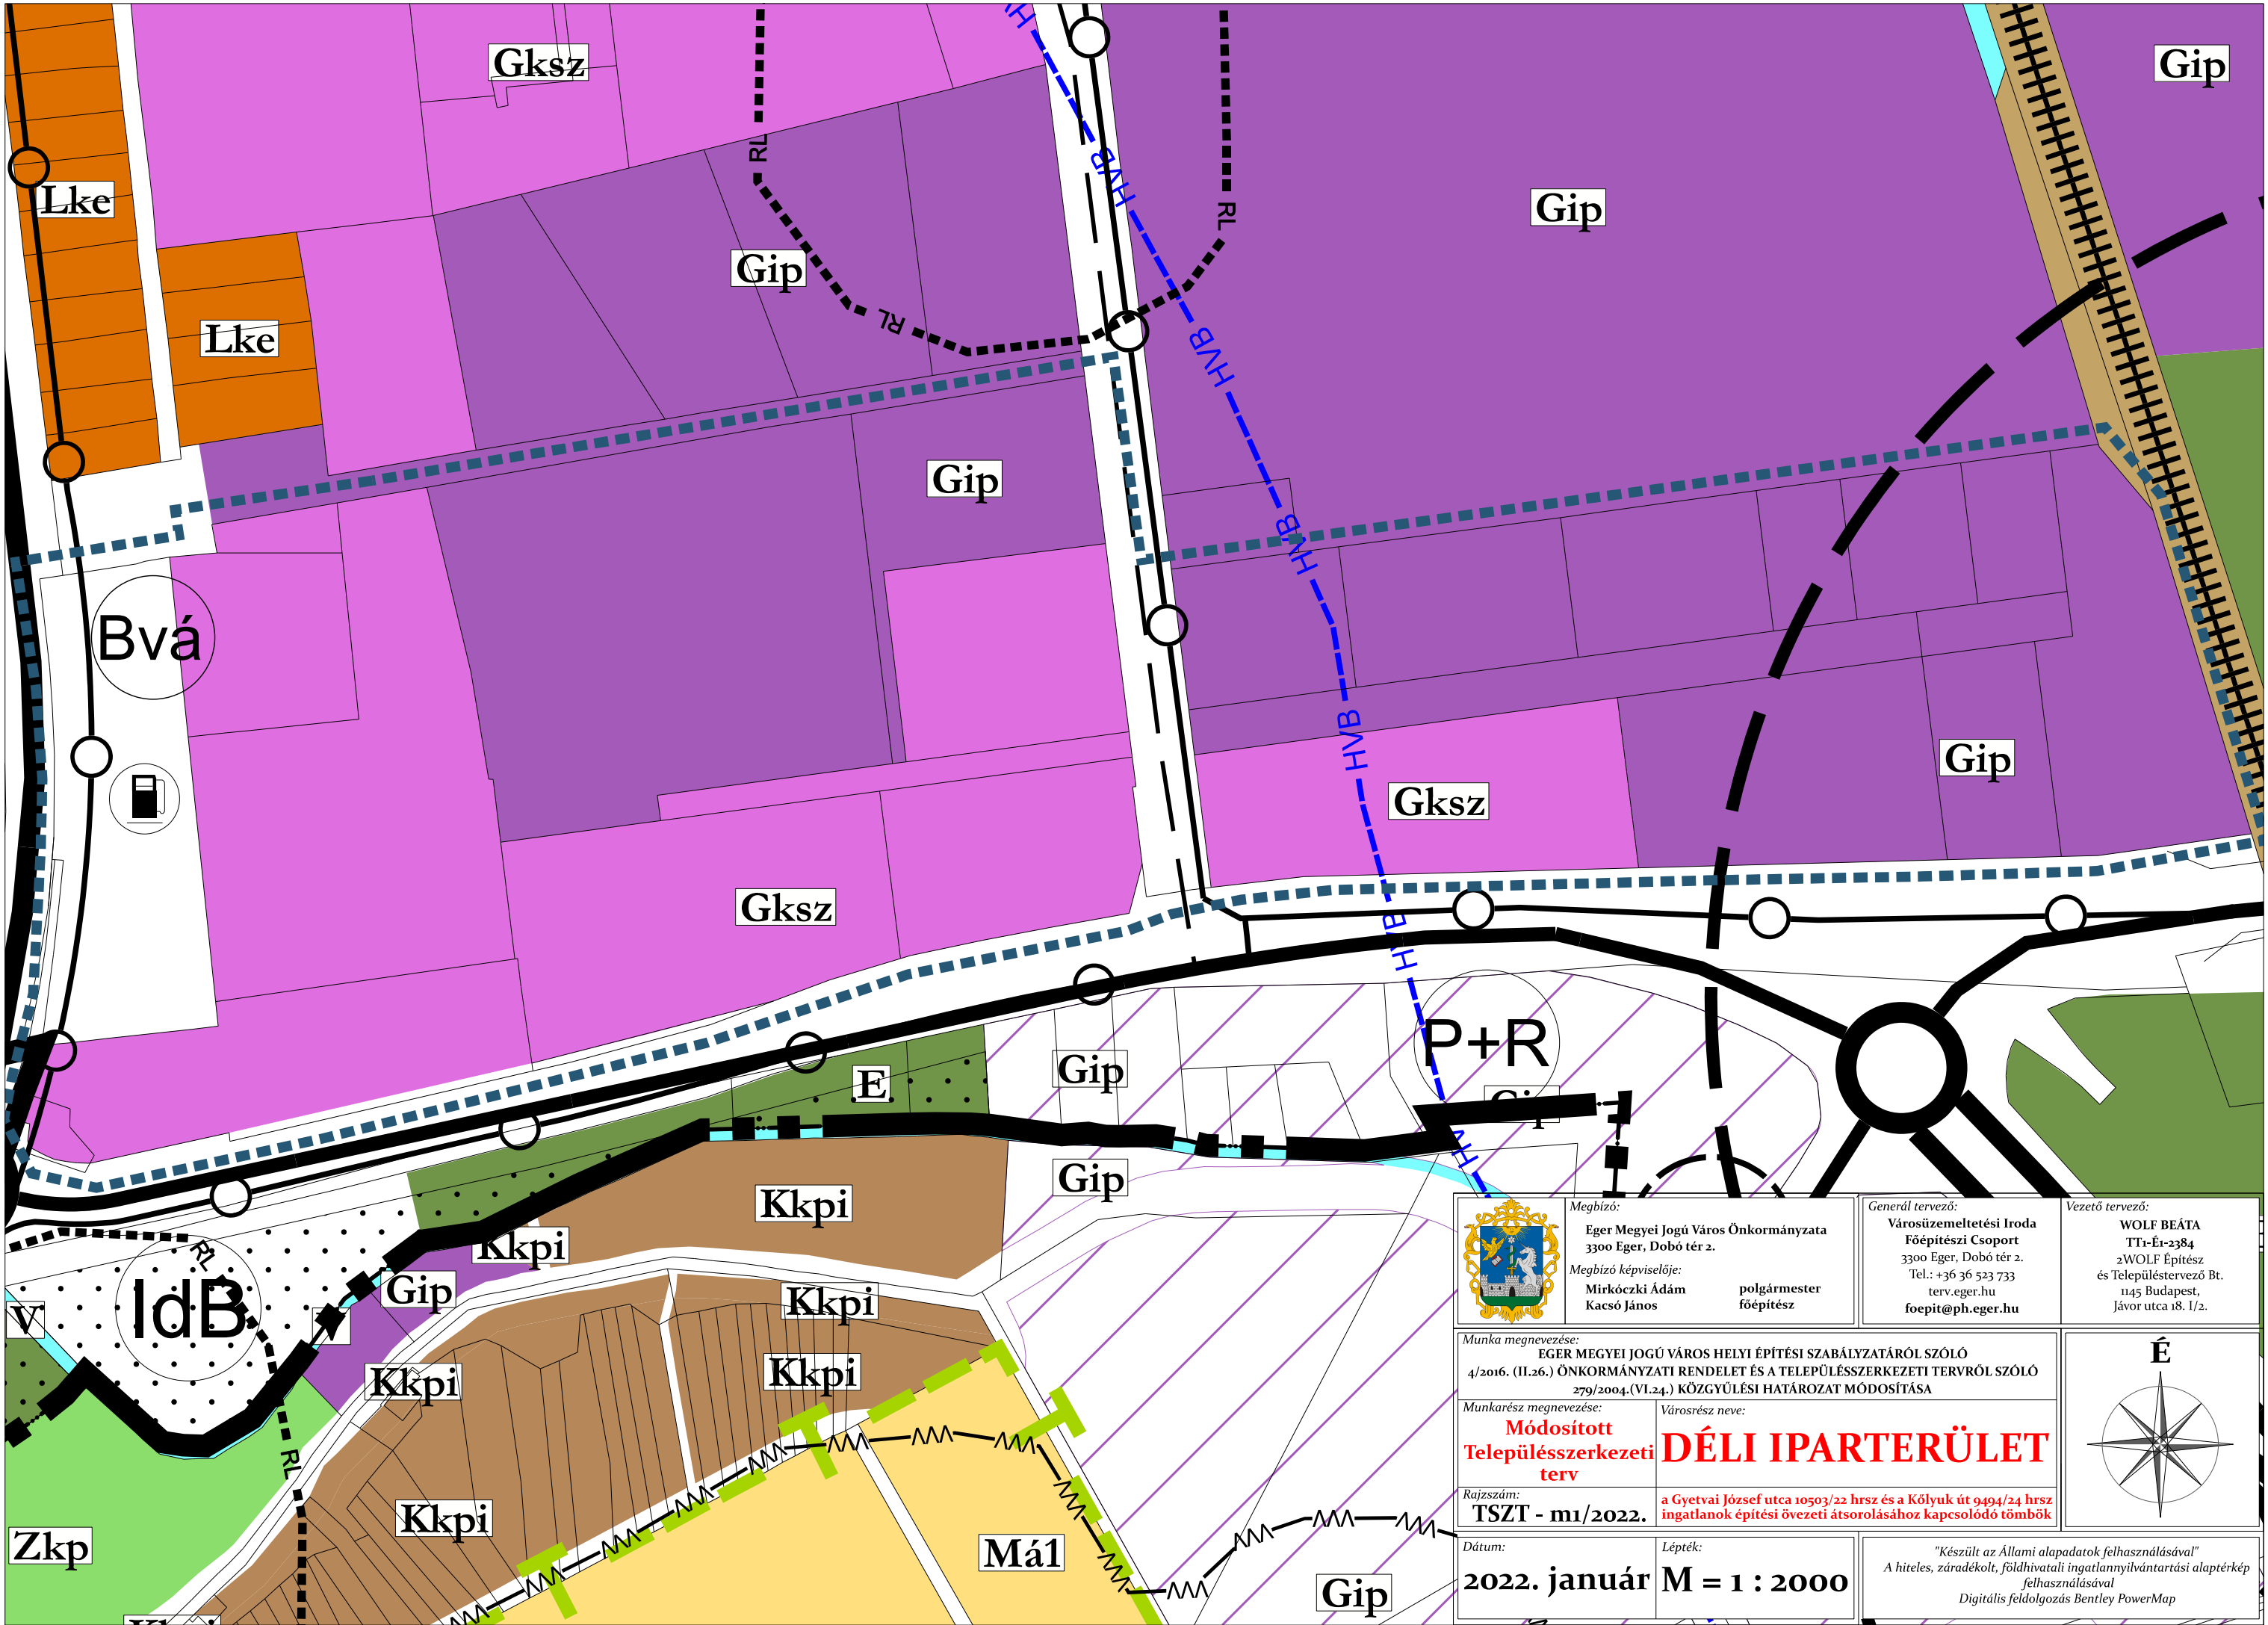 Gksz
Gip
Lke
Gip
Gip
Lke
Gip
RL
RL
RL
HVB
HVB
HVB
HVB
Bvá
Gip
Gksz
Gksz
P+R
E
Gip
Gip
Gip
Kkpi
Kkpi
RL
IdB
Gip
V
V
Kkpi
Kkpi
Kkpi
RL
Kkpi
Zkp
Má1
Gip
Megbízó:
Eger Megyei Jogú Város Önkormányzata
3300 Eger, Dobó tér 2.
Megbízó képviselője:
Mirkóczki Ádám polgármester
Kacsó János főépítész
Generál tervező:
Városüzemeltetési Iroda
Főépítészi Csoport
3300 Eger, Dobó tér 2.
Tel.: +36 36 523 733
terv.eger.hu
foepit@ph.eger.hu
Vezető tervező:
WOLF BEÁTA
TT1-É1-2384
2WOLF Építész
és Településtervező Bt.
1145 Budapest,
Jávor utca 18. I/2.
Munka megnevezése:
EGER MEGYEI JOGÚ VÁROS HELYI ÉPÍTÉSI SZABÁLYZATÁRÓL SZÓLÓ
4/2016. (II.26.) ÖNKORMÁNYZATI RENDELET ÉS A TELEPÜLÉSSZERKEZETI TERVRŐL SZÓLÓ
279/2004.(VI.24.) KÖZGYŰLÉSI HATÁROZAT MÓDOSÍTÁSA
É
Munkarész megnevezése:
Módosított
Településszerkezeti
terv
Városrész neve:
DÉLI IPARTERÜLET
Rajzszám:
TSZT - m1/2022.
a Gyetvai József utca 10503/22 hrsz és a Kőlyuk út 9494/24 hrsz
ingatlanok építési övezeti átsorolásához kapcsolódó tömbök
Dátum:
2022. január
Lépték:
M = 1 : 2000
"Készült az Állami alapadatok felhasználásával"
A hiteles, záradékolt, földhivatali ingatlannyilvántartási alaptérkép
felhasználásával
Digitális feldolgozás Bentley PowerMap